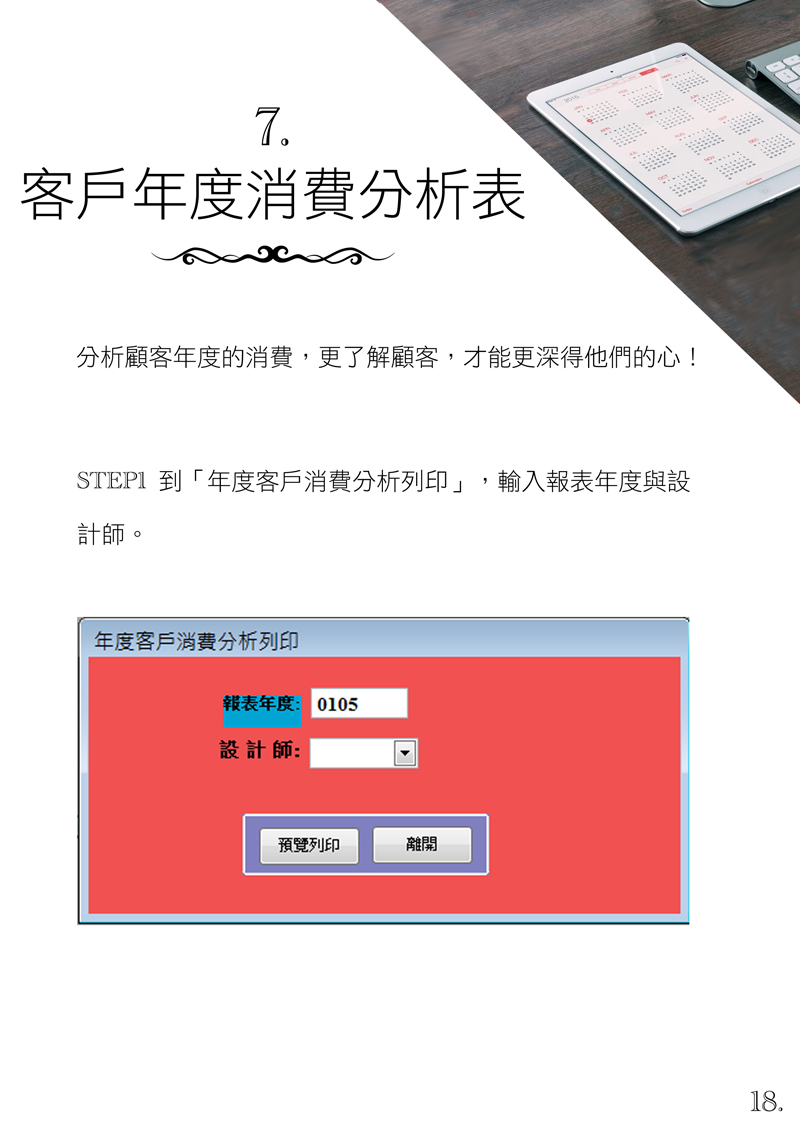 7.
客戶年度消費分析表
分析顧客年度的消費，更了解顧客，才能更深得他們的心！
STEP1 到「年度客戶消費分析列印」，輸入報表年度與設
計師。
年度客戶消費分析列印
報表年度: 0105
設 計 師:
預覽列印 離開
18.